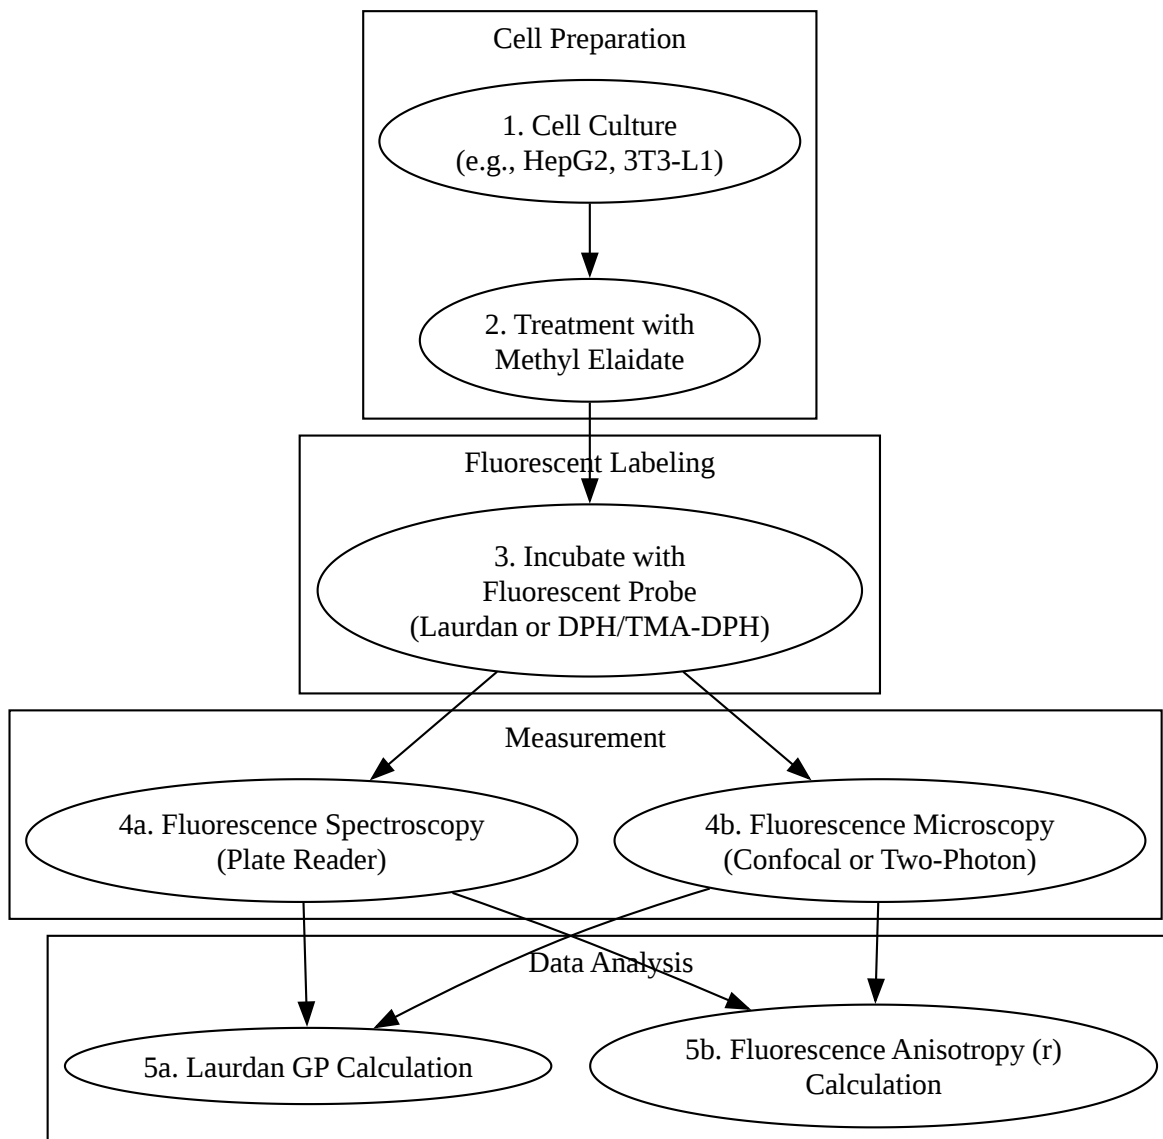 Cell Preparation
1. Cell Culture
(e.g., HepG2, 3T3-L1)
2. Treatment with
Methyl Elaidate
Fluorescent Labeling
3. Incubate with
Fluorescent Probe
(Laurdan or DPH/TMA-DPH)
Measurement
4a. Fluorescence Spectroscopy
(Plate Reader)
4b. Fluorescence Microscopy
(Confocal or Two-Photon)
Data Analysis
5a. Laurdan GP Calculation
5b. Fluorescence Anisotropy (r)
Calculation